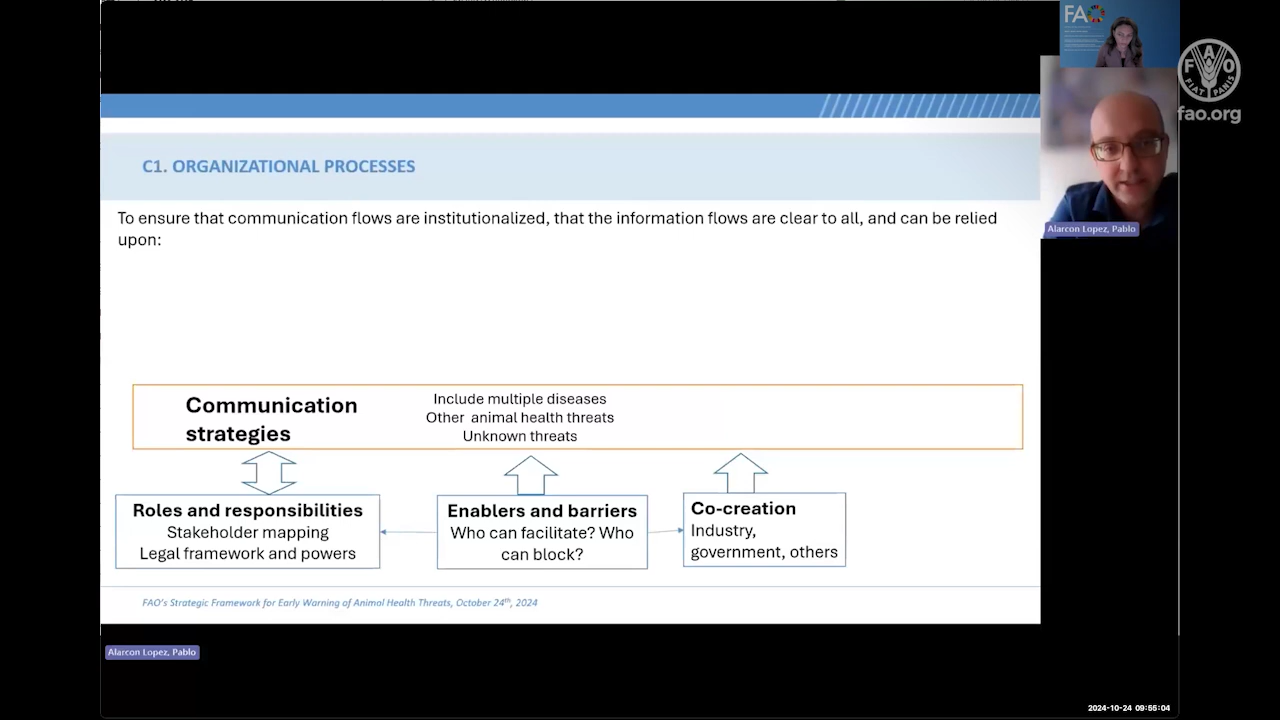 FAO
FAO
FIAT PANIS
fao.org
C1. ORGANIZATIONAL PROCESSES
To ensure that communication flows are institutionalized, that the information flows are clear to all, and can be relied
upon:
Alarcon Lopez, Pablo
Communication
strategies
Include multiple diseases
Other animal health threats
Unknown threats
Roles and responsibilities
Stakeholder mapping
Legal framework and powers
Enablers and barriers
Who can facilitate? Who
can block?
Co-creation
Industry,
government, others
FAO's Strategic Framework for Early Warning of Animal Health Threats, October 24th, 2024
Alarcon Lopez, Pablo
2024-10-24 09:55:04